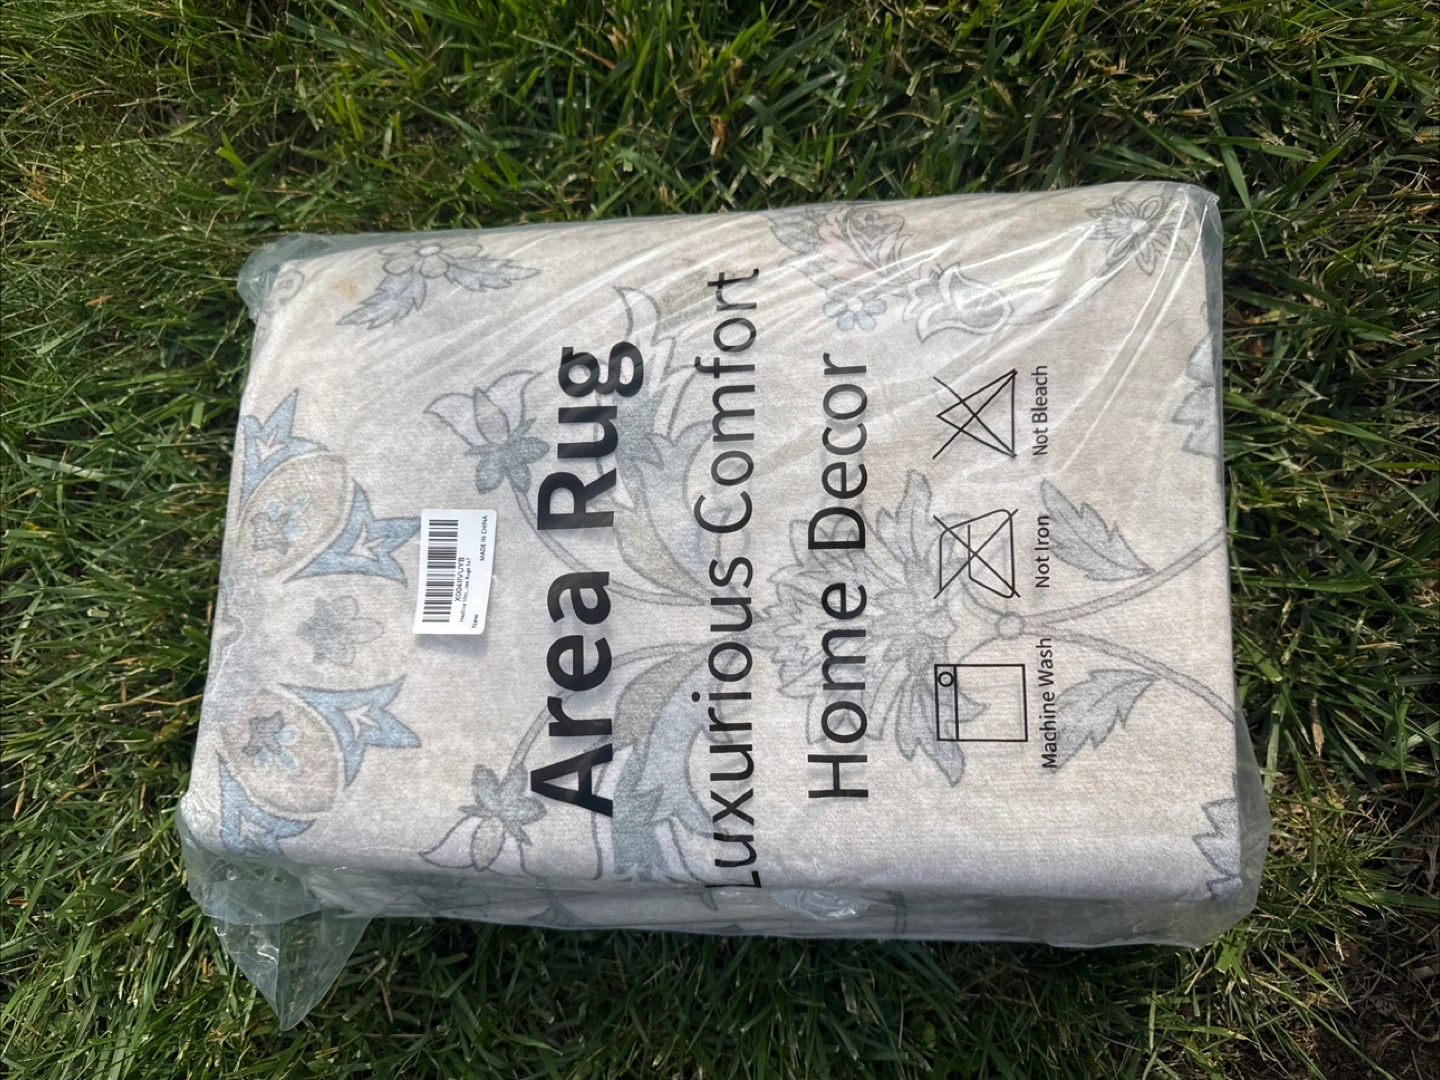 Area Rug
Luxurious Comfort
Home Decor
Machine Wash
Not Iron
Not Bleach
New
MADE IN CHINA